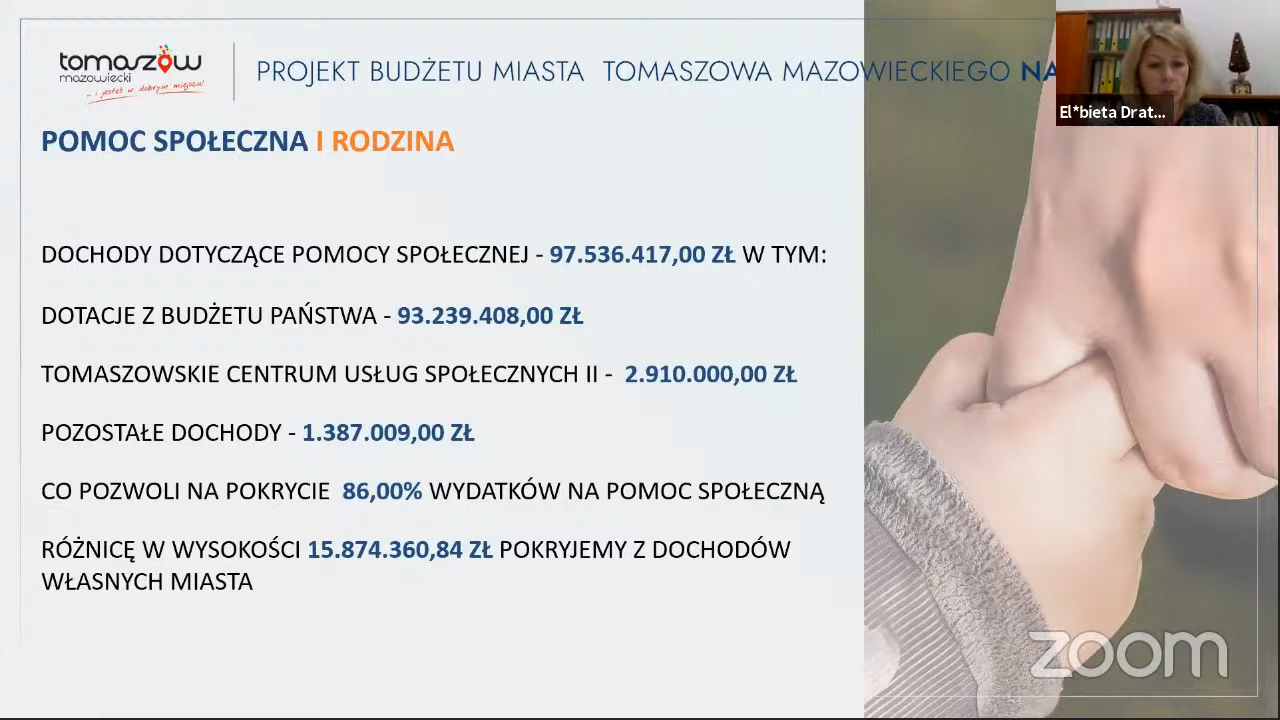 tomaszow
mazowiecki
... i jesteś w dobrym miejscu!
PROJEKT BUDŻETU MIASTA TOMASZOWA MAZOWIECKIEGO NA
El*bieta Drat...
POMOC SPOŁECZNA I RODZINA
DOCHODY DOTYCZĄCE POMOCY SPOŁECZNEJ - 97.536.417,00 ZŁ W TYM:
DOTACJE Z BUDŻETU PAŃSTWA - 93.239.408,00 ZŁ
TOMASZOWSKIE CENTRUM USŁUG SPOŁECZNYCH II - 2.910.000,00 ZŁ
POZOSTAŁE DOCHODY - 1.387.009,00 ZŁ
CO POZWOLI NA POKRYCIE 86,00% WYDATKÓW NA POMOC SPOŁECZNĄ
RÓŻNICĘ W WYSOKOŚCI 15.874.360,84 ZŁ POKRYJEMY Z DOCHODÓW
WŁASNYCH MIASTA
zoom